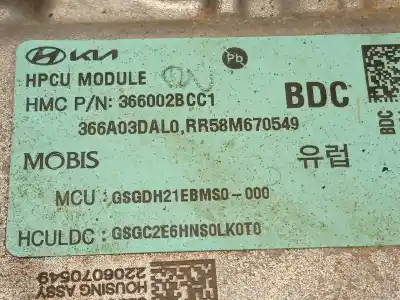 HYUNDAI KIA Pb
HPCU MODULE
HMC P/N: 366002BCC1 BDC
366A03DAL0,RR58M670549
MOBIS 유럽
MCU : GSGDH21EBMS0-000
HCULDC: GSGC2E6HNS0LK0T0
HOUSING ASSY
2206070549